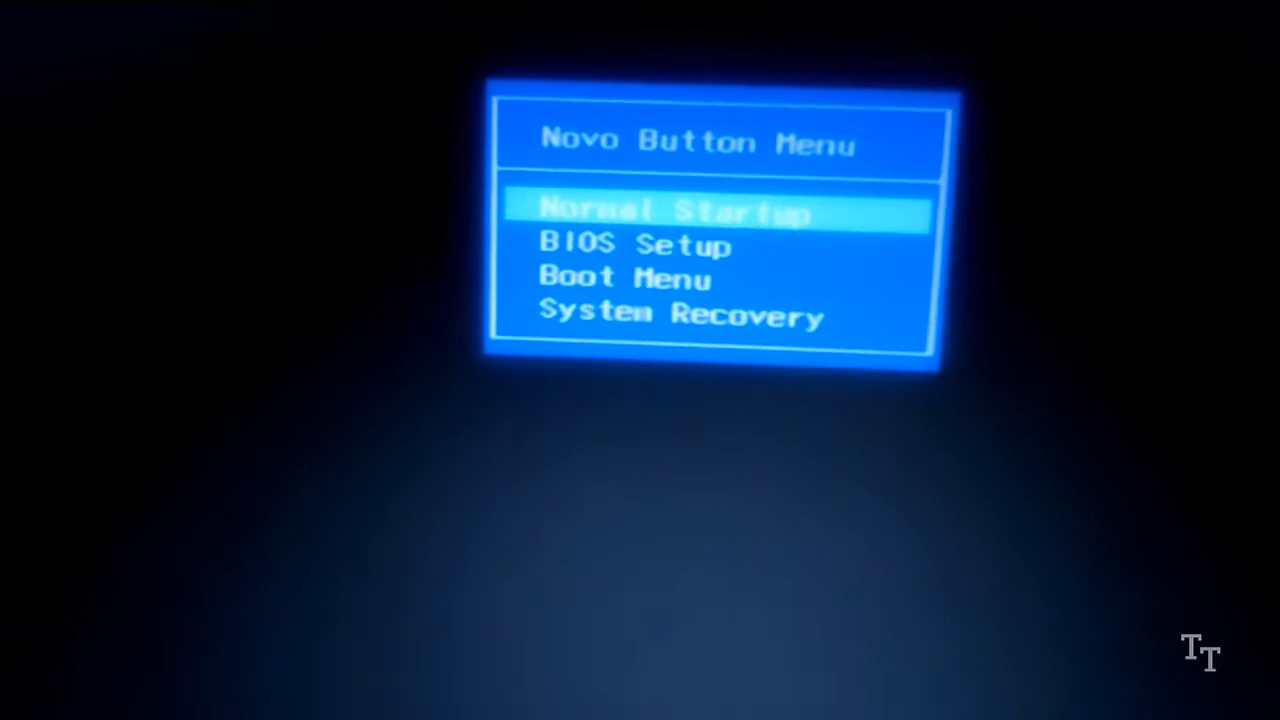 Novo Button Menu
Normal Startup
BIOS Setup
Boot Menu
System Recovery
TT